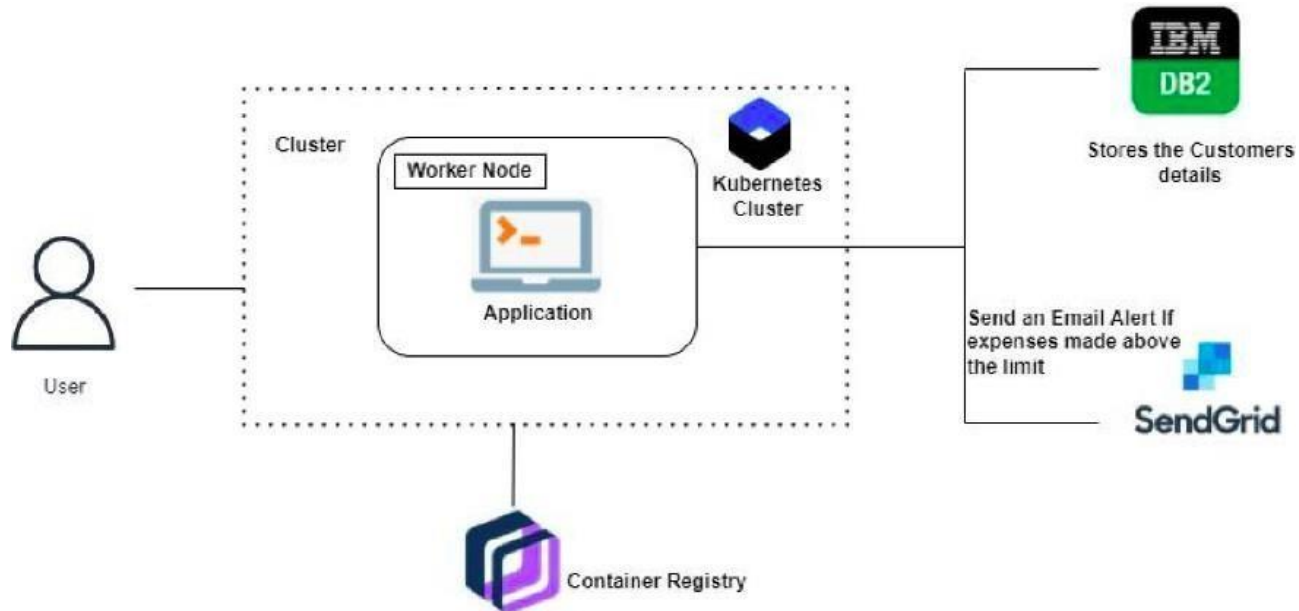 IBM
DB2
Cluster
Worker Node
Kubernetes
Cluster
Stores the Customers
details
Application
User
Send an Email Alert If
expenses made above
the limit
SendGrid
Container Registry